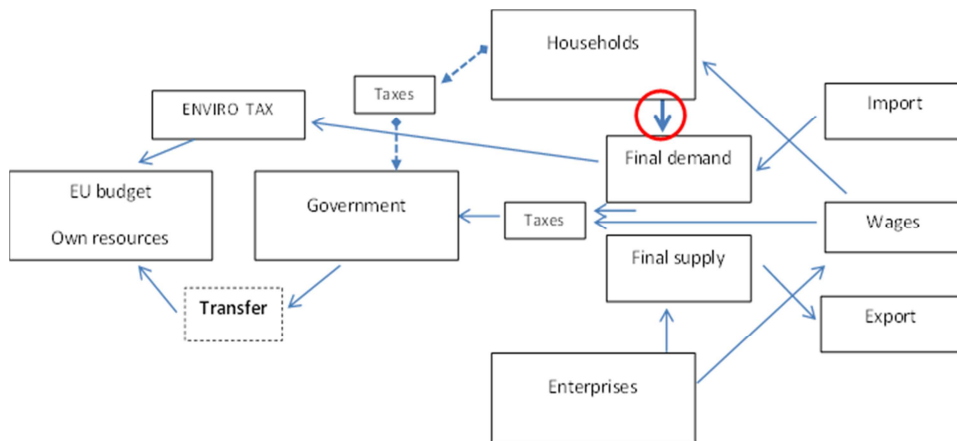 Households
Taxes
ENVIRO TAX
Import
Final demand
EU budget
Own resources
Government
Taxes
Wages
Final supply
Transfer
Export
Enterprises